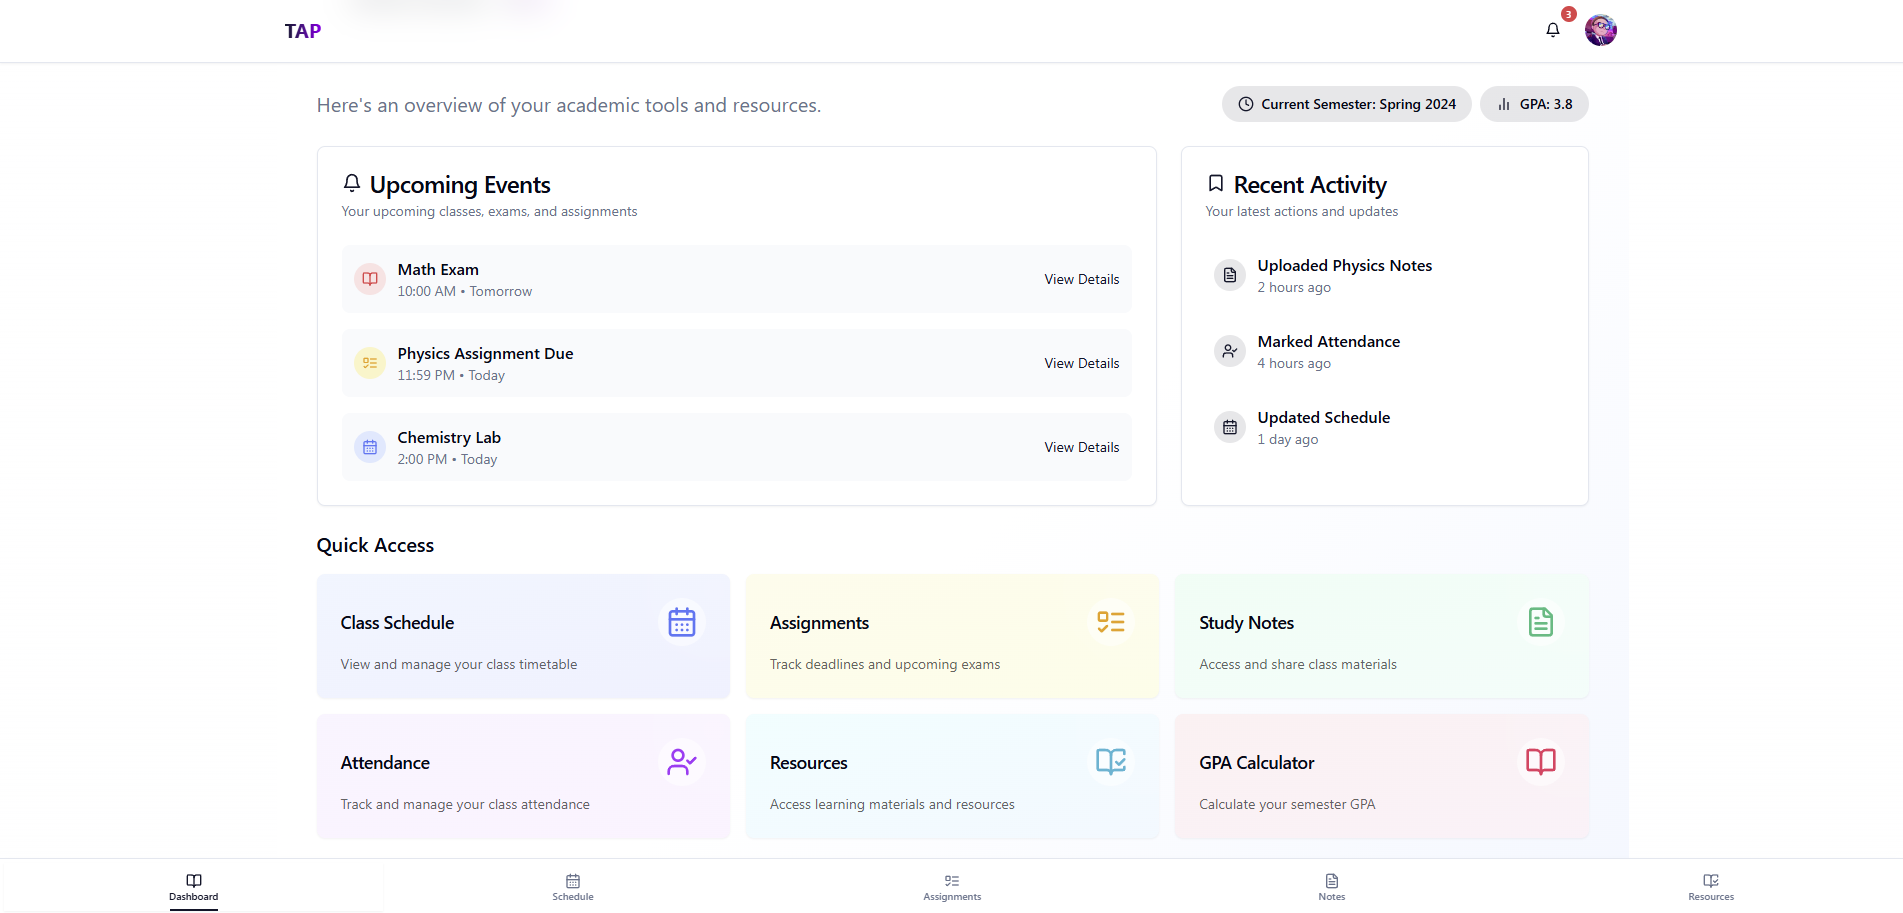 TAP
3
Here's an overview of your academic tools and resources.
Current Semester: Spring 2024
GPA: 3.8
Upcoming Events
Your upcoming classes, exams, and assignments
Math Exam
10:00 AM • Tomorrow
View Details
Physics Assignment Due
11:59 PM • Today
View Details
Chemistry Lab
2:00 PM • Today
View Details
Recent Activity
Your latest actions and updates
Uploaded Physics Notes
2 hours ago
Marked Attendance
4 hours ago
Updated Schedule
1 day ago
Quick Access
Class Schedule
View and manage your class timetable
Assignments
Track deadlines and upcoming exams
Study Notes
Access and share class materials
Attendance
Track and manage your class attendance
Resources
Access learning materials and resources
GPA Calculator
Calculate your semester GPA
Dashboard
Schedule
Assignments
Notes
Resources